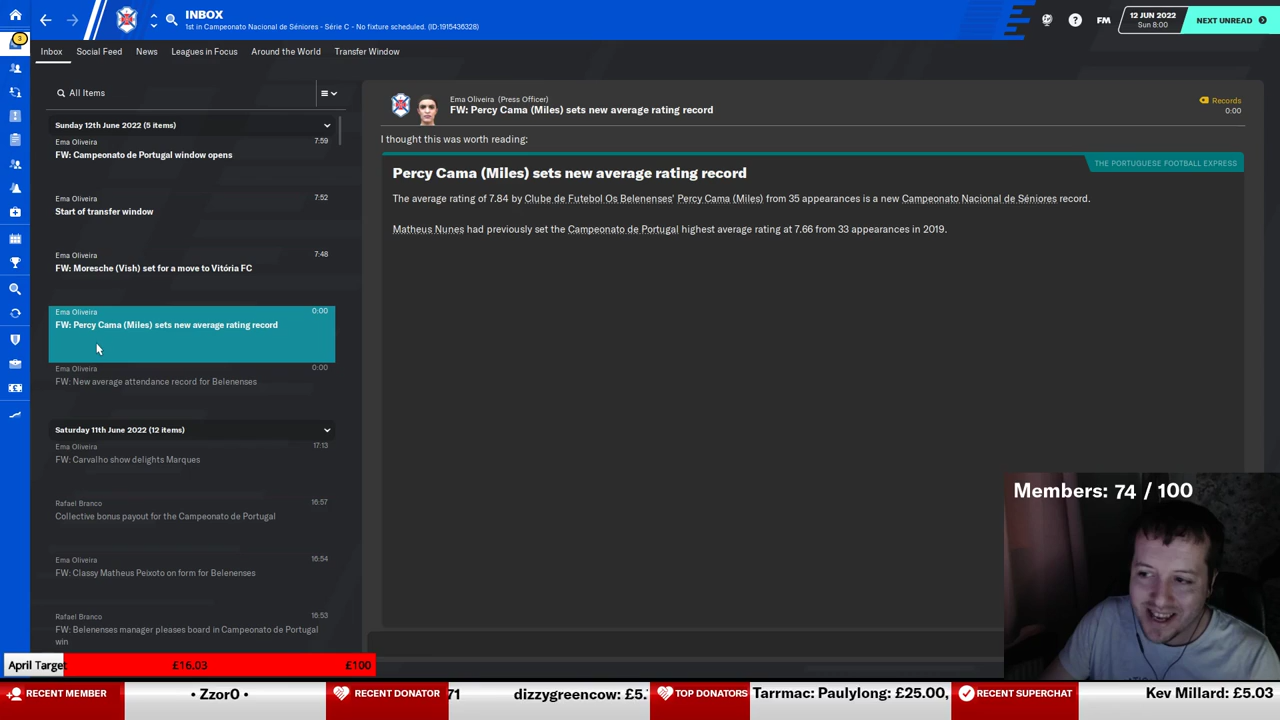 INBOX
1st in Campeonato Nacional de Séniores - Série C - No fixture scheduled. (ID:1915436328)
12 JUN 2022
Sun 8:00
FM
NEXT UNREAD
3
Inbox
Social Feed
News
Leagues in Focus
Around the World
Transfer Window
All Items
Sunday 12th June 2022 (5 items)
Ema Oliveira
7:59
FW: Campeonato de Portugal window opens
Ema Oliveira
7:52
Start of transfer window
Ema Oliveira
7:48
FW: Moresche (Vish) set for a move to Vitória FC
Ema Oliveira
0:00
FW: Percy Cama (Miles) sets new average rating record
Ema Oliveira
0:00
FW: New average attendance record for Belenenses
Saturday 11th June 2022 (12 items)
Ema Oliveira
17:13
FW: Carvalho show delights Marques
Rafael Branco
16:57
Collective bonus payout for the Campeonato de Portugal
Ema Oliveira
16:54
FW: Classy Matheus Peixoto on form for Belenenses
Rafael Branco
16:53
FW: Belenenses manager pleases board in Campeonato de Portugal
win
Ema Oliveira (Press Officer)
FW: Percy Cama (Miles) sets new average rating record
Records
0:00
I thought this was worth reading:
THE PORTUGUESE FOOTBALL EXPRESS
Percy Cama (Miles) sets new average rating record
The average rating of 7.84 by Clube de Futebol Os Belenenses' Percy Cama (Miles) from 35 appearances is a new Campeonato Nacional de Séniores record.
Matheus Nunes had previously set the Campeonato de Portugal highest average rating at 7.66 from 33 appearances in 2019.
Members: 74 / 100
April Target
£16.03
£100
RECENT MEMBER
• Zzor0 •
RECENT DONATOR
71
dizzygreencow: £5.
TOP DONATORS
Tarrmac: Paulylong: £25.00,
RECENT SUPERCHAT
Kev Millard: £5.03